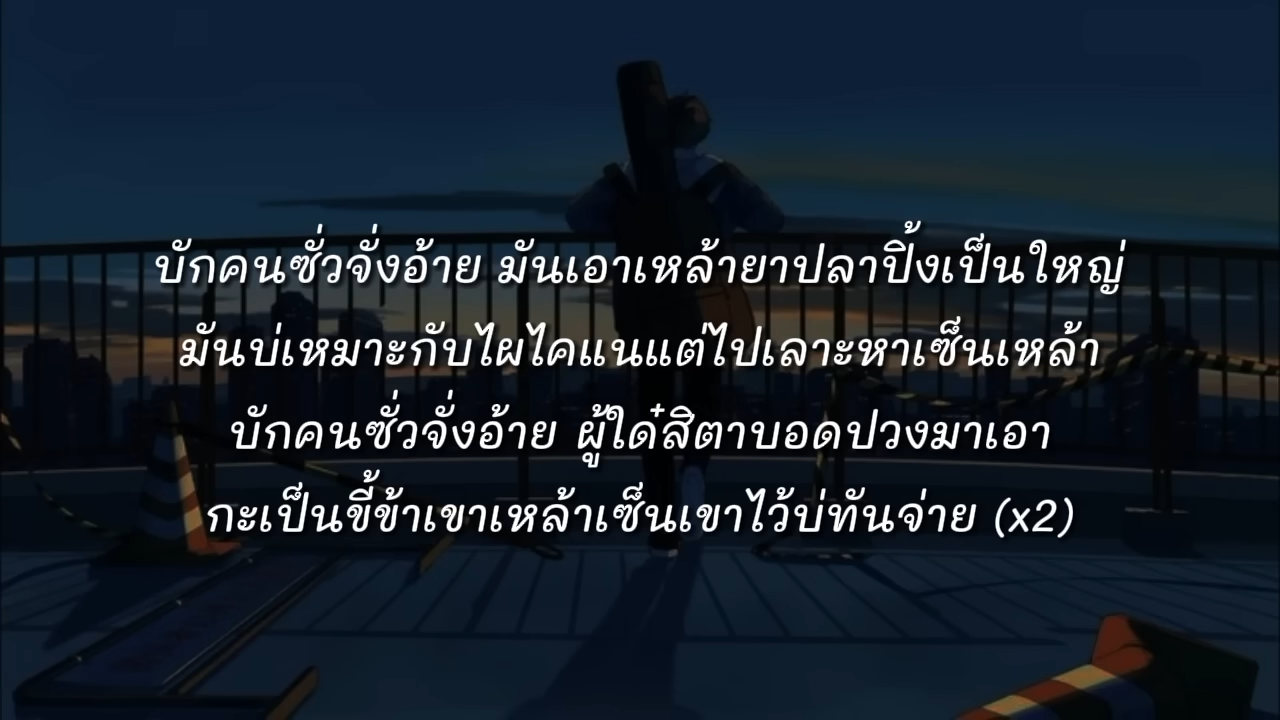 บักคนซั่วจั่งอ้าย มันเอาเหล้ายาปลาปิ้งเป็นใหญ่
มันบ่เหมาะกับไผไคแนแต่ไปเลาะหาเซ็นเหล้า
บักคนซั่วจั่งอ้าย ผู้ใด๋สิตาบอดปวงมาเอา
กะเป็นขี้ข้าเขาเหล้าเซ็นเขาไว้บ่ทันจ่าย (x2)